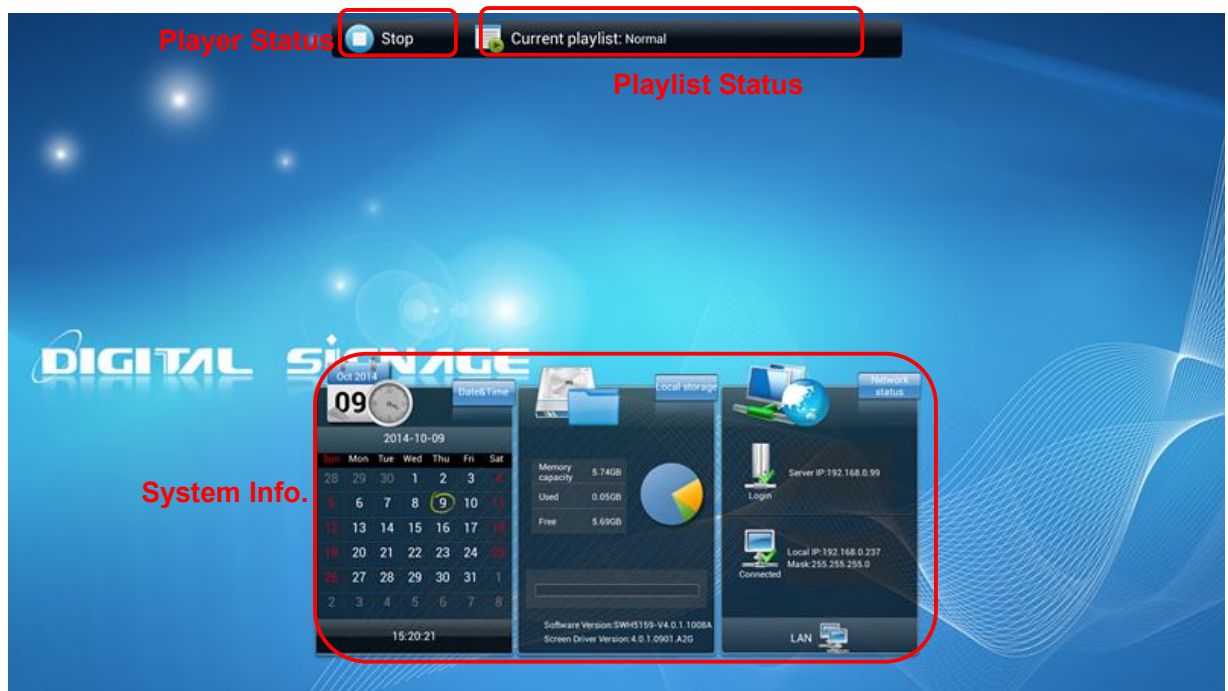 Player Status
Stop
Current playlist: Normal
Playlist Status
DIGITAL SIGNAGE
Oct 2014
09
Date&Time
2014-10-09
Sun Mon Tue Wed Thu Fri Sat
28 29 30 1 2 3 4
5 6 7 8 9 10 11
12 13 14 15 16 17 18
19 20 21 22 23 24 25
26 27 28 29 30 31 1
2 3 4 5 6 7 8
15:20:21
System Info.
Local storage
Memory
capacity 5.74GB
Used 0.05GB
Free 5.69GB
Software Version:SWH5159-V4.0.1.1008A
Screen Driver Version:4.0.1.0901.A2G
Network
status
Server IP:192.168.0.99
Login
Local IP:192.168.0.237
Mask:255.255.255.0
Connected
LAN